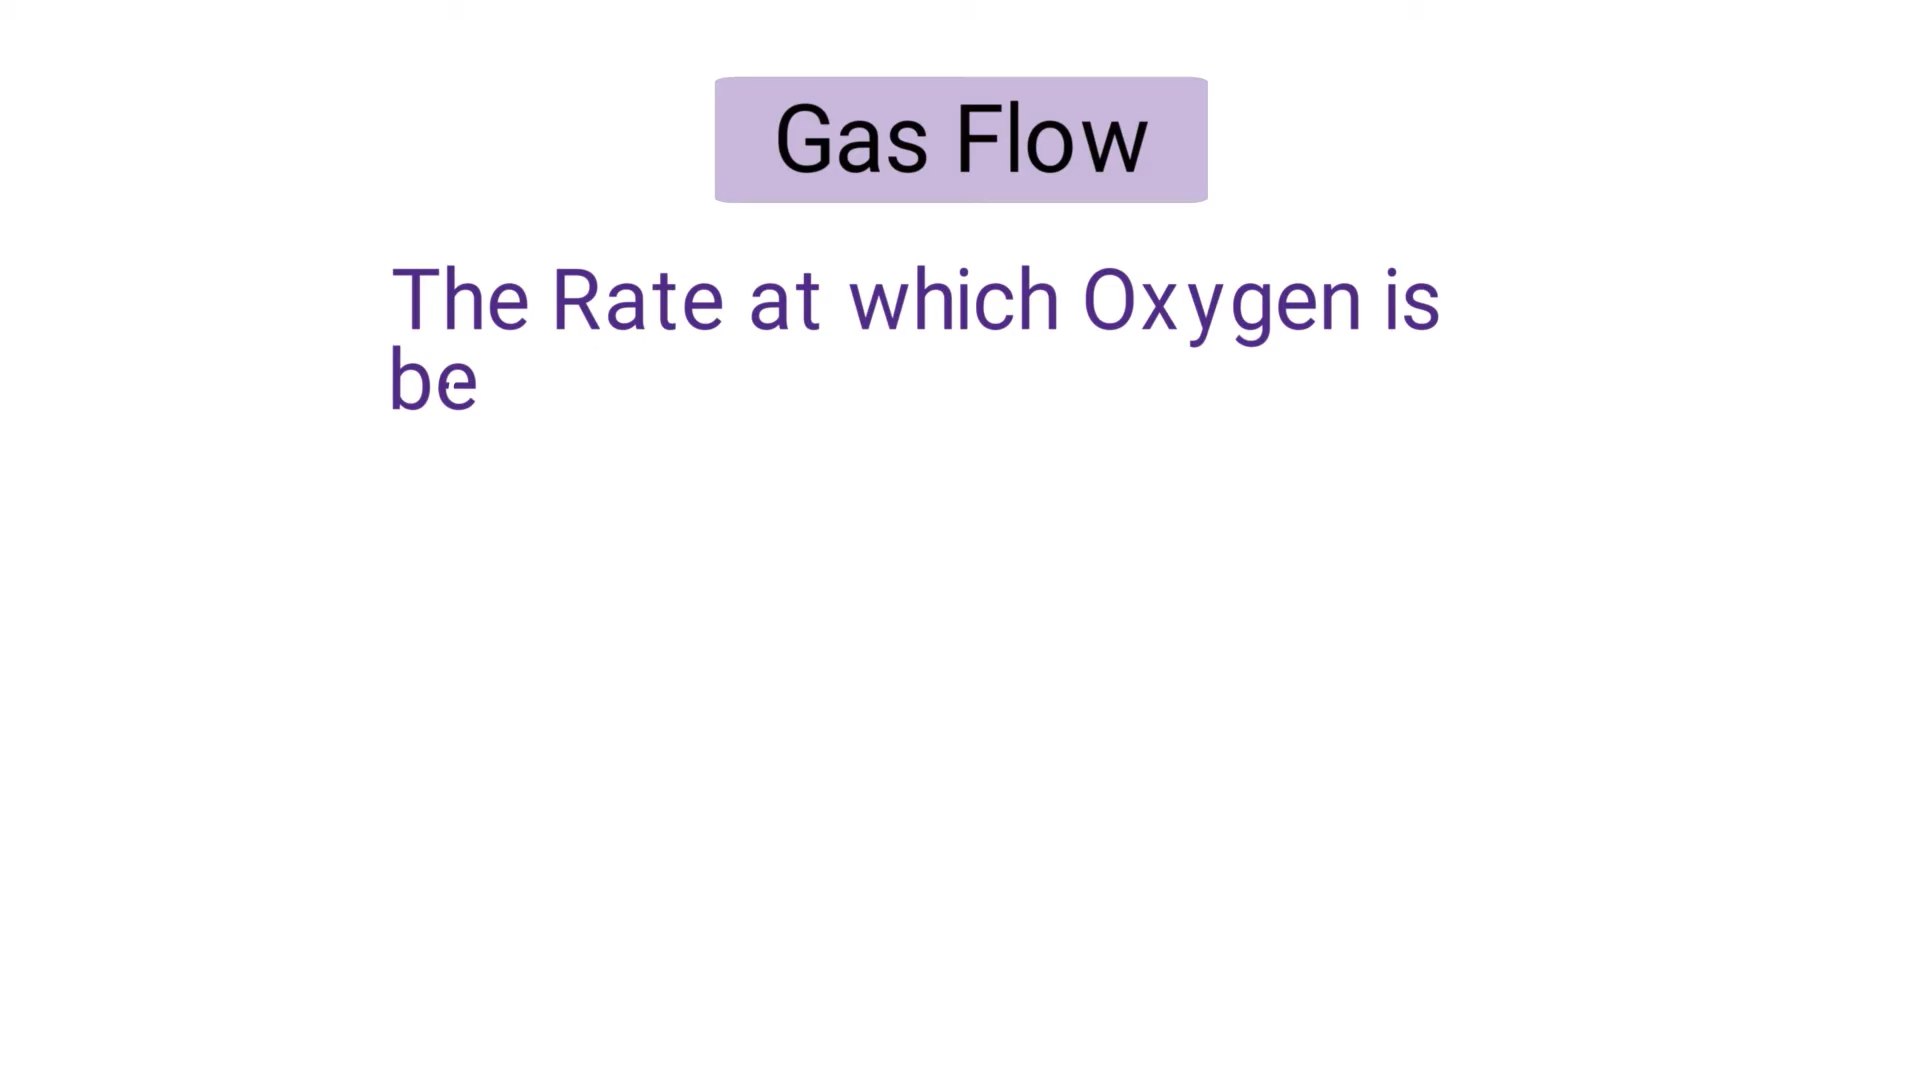 Gas Flow
The Rate at which Oxygen is
be